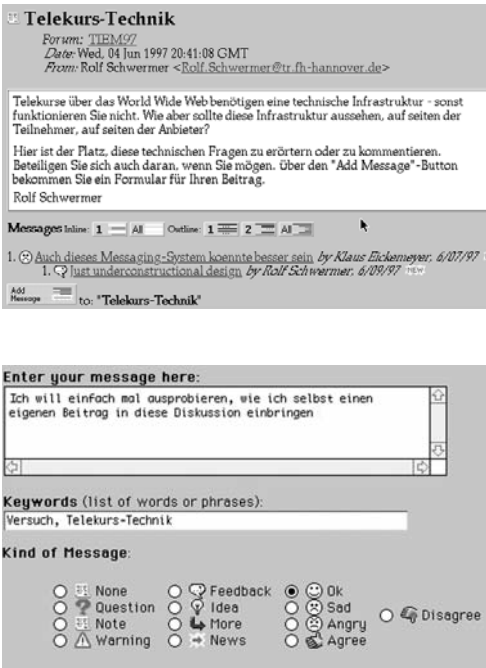 Telekurs-Technik
Forum: TIEM97
Date: Wed, 04 Jun 1997 20:41:08 GMT
From: Rolf Schwermer <Rolf.Schwermer@tr.fh-hannover.de>
Telekurse über das World Wide Web benötigen eine technische Infrastruktur - sonst
funktionieren Sie nicht. Wie aber sollte diese Infrastruktur aussehen, auf seiten der
Teilnehmer, auf seiten der Anbieter?
Hier ist der Platz, diese technischen Fragen zu erörtern oder zu kommentieren.
Beteiligen Sie sich auch daran, wenn Sie mögen. über den "Add Message"-Button
bekommen Sie ein Formular für Ihren Beitrag.
Rolf Schwermer
Messages Inline: 1 All Outline: 1 2 All
1. Auch dieses Messaging-System koennte besser sein by Klaus Eickemeyer, 6/07/97
1. Just underconstructional design by Rolf Schwermer, 6/09/97 NEW
Add Message to: "Telekurs-Technik"
Enter your message here:
Ich will einfach mal ausprobieren, wie ich selbst einen
eigenen Beitrag in diese Diskussion einbringen
Keywords (list of words or phrases):
Versuch, Telekurs-Technik
Kind of Message:
None Feedback Ok
Question Idea Sad Disagree
Note More Angry
Warning News Agree